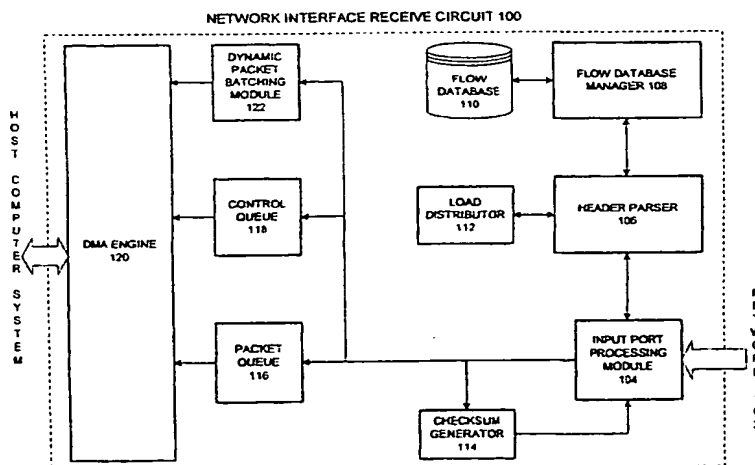 NETWORK INTERFACE RECEIVE CIRCUIT 100
DYNAMIC
PACKET
BATCHING
MODULE
122
FLOW
DATABASE
110
FLOW DATABASE
MANAGER 108
HOST COMPUTER SYSTEM
DMA ENGINE
120
CONTROL
QUEUE
118
LOAD
DISTRIBUTOR
112
HEADER PARSER
106
PACKET
QUEUE
116
INPUT PORT
PROCESSING
MODULE
104
CHECKSUM
GENERATOR
114